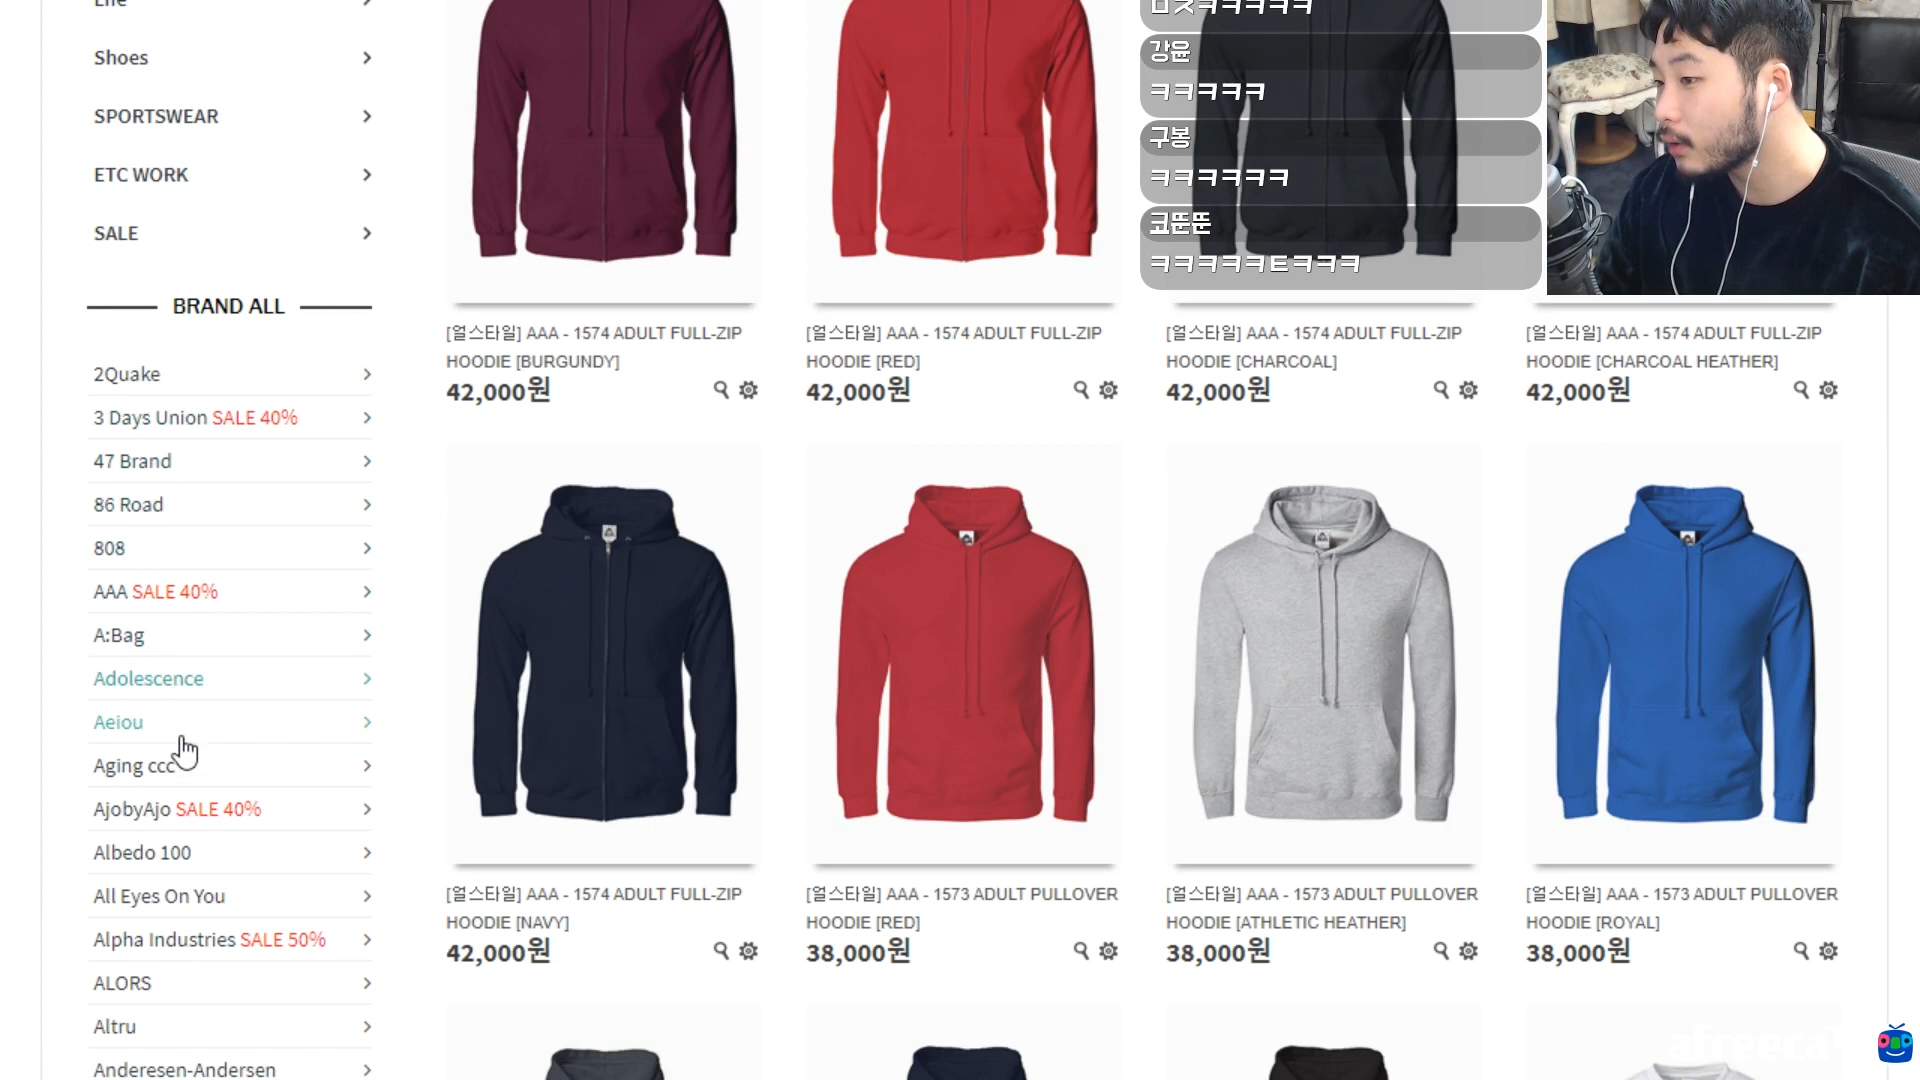 Shoes
SPORTSWEAR
ETC WORK
SALE
BRAND ALL
2Quake
3 Days Union SALE 40%
47 Brand
86 Road
808
AAA SALE 40%
A:Bag
Adolescence
Aeiou
Aging ccc
AjobyAjo SALE 40%
Albedo 100
All Eyes On You
Alpha Industries SALE 50%
ALORS
Altru
Anderesen-Andersen
강윤
ㅋㅋㅋㅋㅋ
구봉
ㅋㅋㅋㅋㅋㅋ
코뚠뚠
ㅋㅋㅋㅋㅋㅌㅋㅋㅋ
[얼스타일] AAA - 1574 ADULT FULL-ZIP
HOODIE [BURGUNDY]
42,000원
[얼스타일] AAA - 1574 ADULT FULL-ZIP
HOODIE [RED]
42,000원
[얼스타일] AAA - 1574 ADULT FULL-ZIP
HOODIE [CHARCOAL]
42,000원
[얼스타일] AAA - 1574 ADULT FULL-ZIP
HOODIE [CHARCOAL HEATHER]
42,000원
[얼스타일] AAA - 1574 ADULT FULL-ZIP
HOODIE [NAVY]
42,000원
[얼스타일] AAA - 1573 ADULT PULLOVER
HOODIE [RED]
38,000원
[얼스타일] AAA - 1573 ADULT PULLOVER
HOODIE [ATHLETIC HEATHER]
38,000원
[얼스타일] AAA - 1573 ADULT PULLOVER
HOODIE [ROYAL]
38,000원